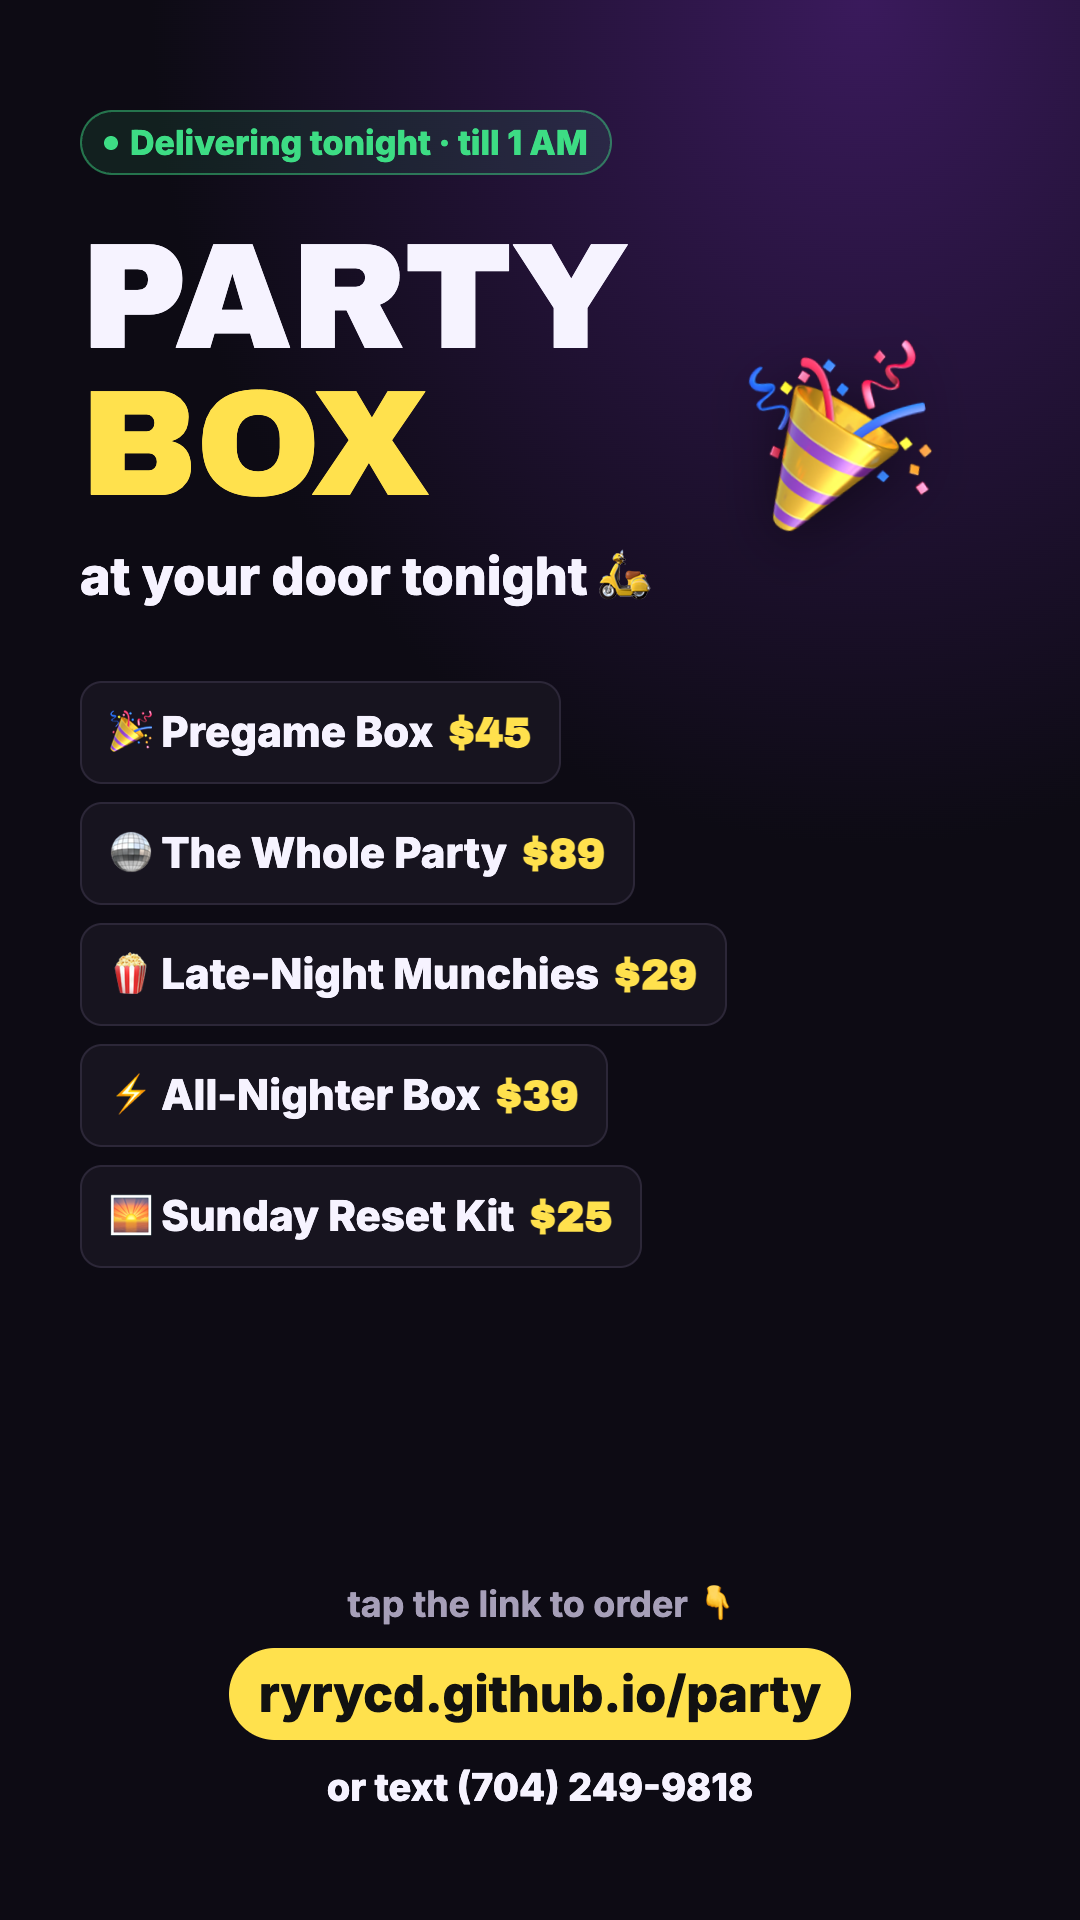 Delivering tonight · till 1 AM
PARTY
BOX
at your door tonight
Pregame Box $45
The Whole Party $89
Late-Night Munchies $29
All-Nighter Box $39
Sunday Reset Kit $25
tap the link to order
ryrycd.github.io/party
or text (704) 249-9818